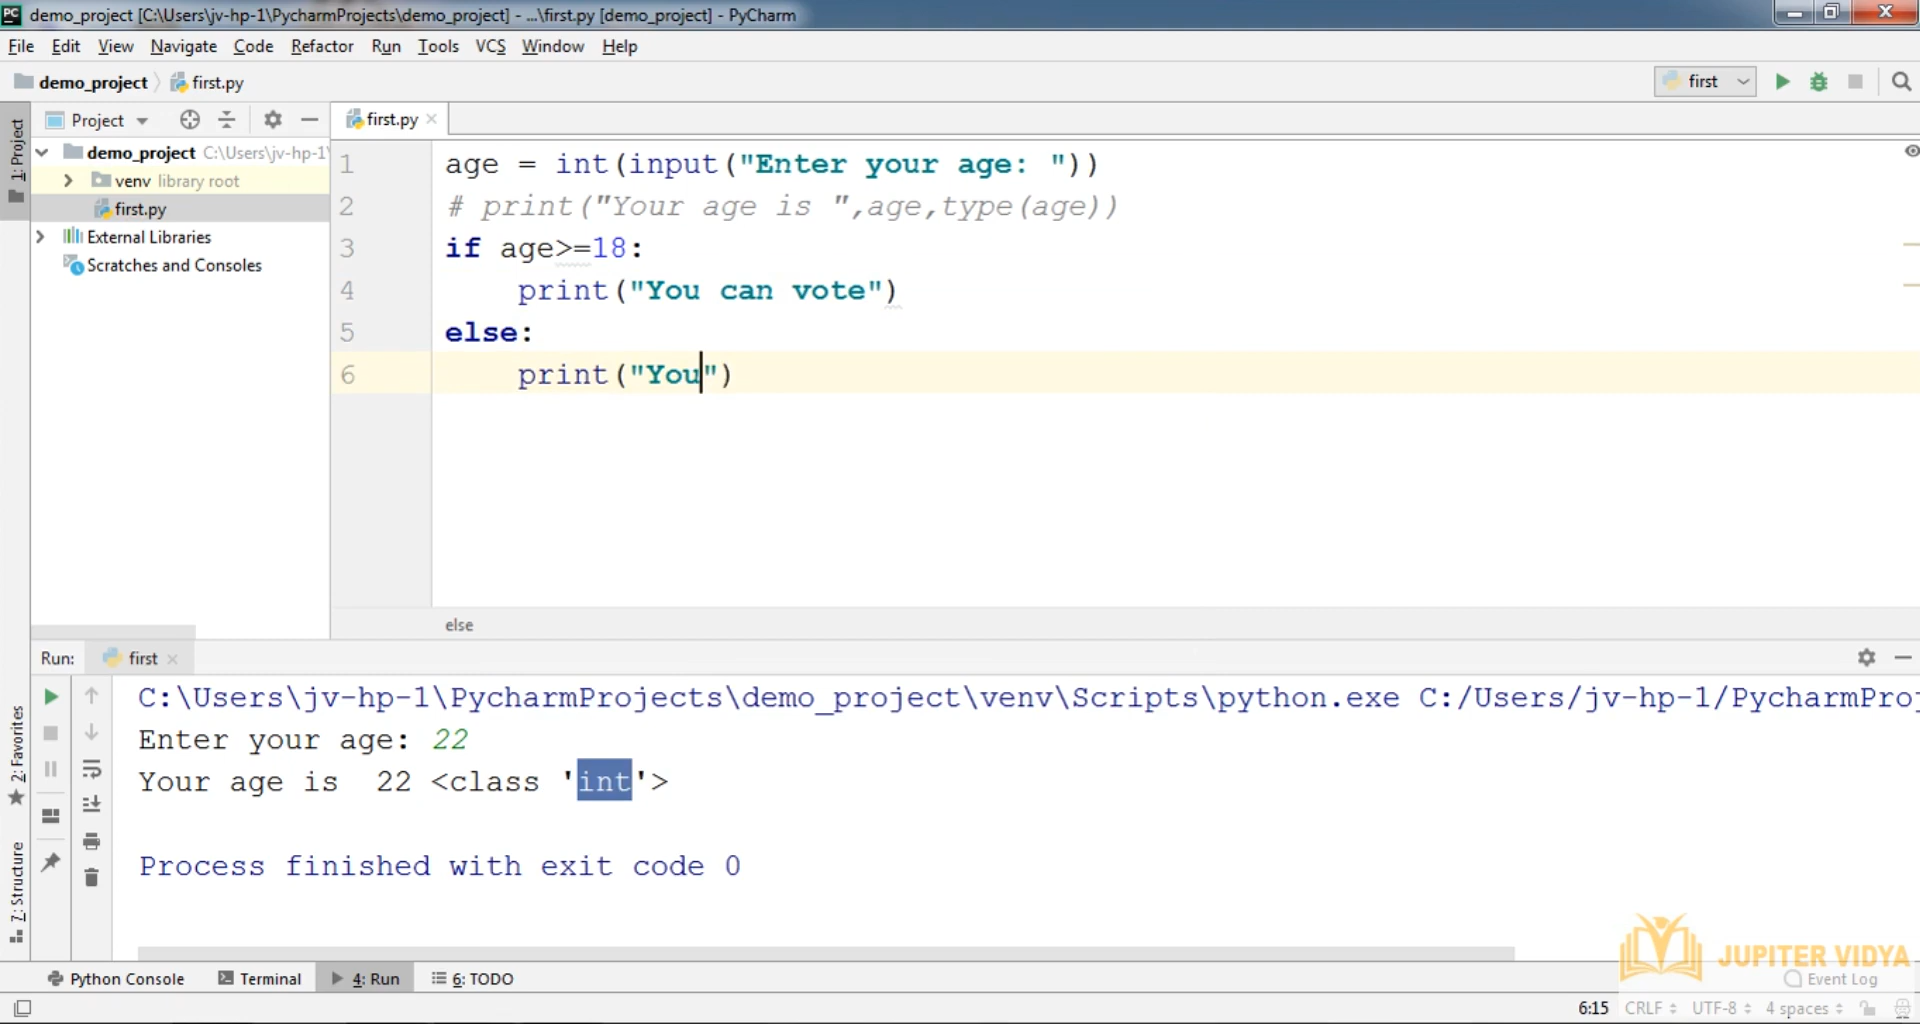 demo_project [C:\Users\jv-hp-1\PycharmProjects\demo_project] - ...\first.py [demo_project] - PyCharm
File Edit View Navigate Code Refactor Run Tools VCS Window Help
demo_project first.py
first
1: Project
Project
first.py
demo_project C:\Users\jv-hp-1\
venv library root
first.py
External Libraries
Scratches and Consoles
1 age = int(input("Enter your age: "))
2 # print("Your age is ",age,type(age))
3 if age>=18:
4 print("You can vote")
5 else:
6 print("You")
else
Run: first
C:\Users\jv-hp-1\PycharmProjects\demo_project\venv\Scripts\python.exe C:/Users/jv-hp-1/PycharmProj
Enter your age: 22
Your age is  22 <class 'int'>
Process finished with exit code 0
2: Favorites
7: Structure
JUPITER VIDYA
Python Console Terminal 4: Run 6: TODO Event Log
6:15 CRLF UTF-8 4 spaces